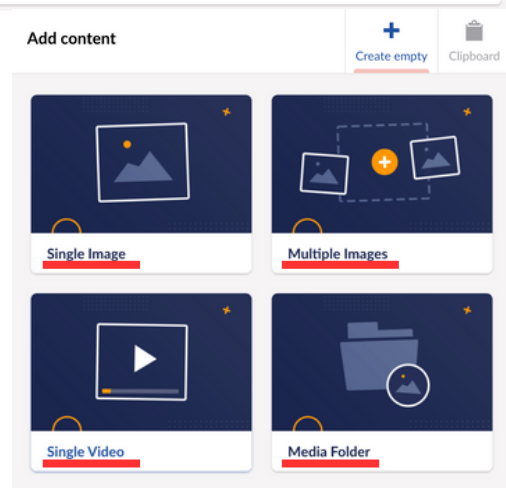 Add content
Create empty
Clipboard
Single Image
Multiple Images
Single Video
Media Folder